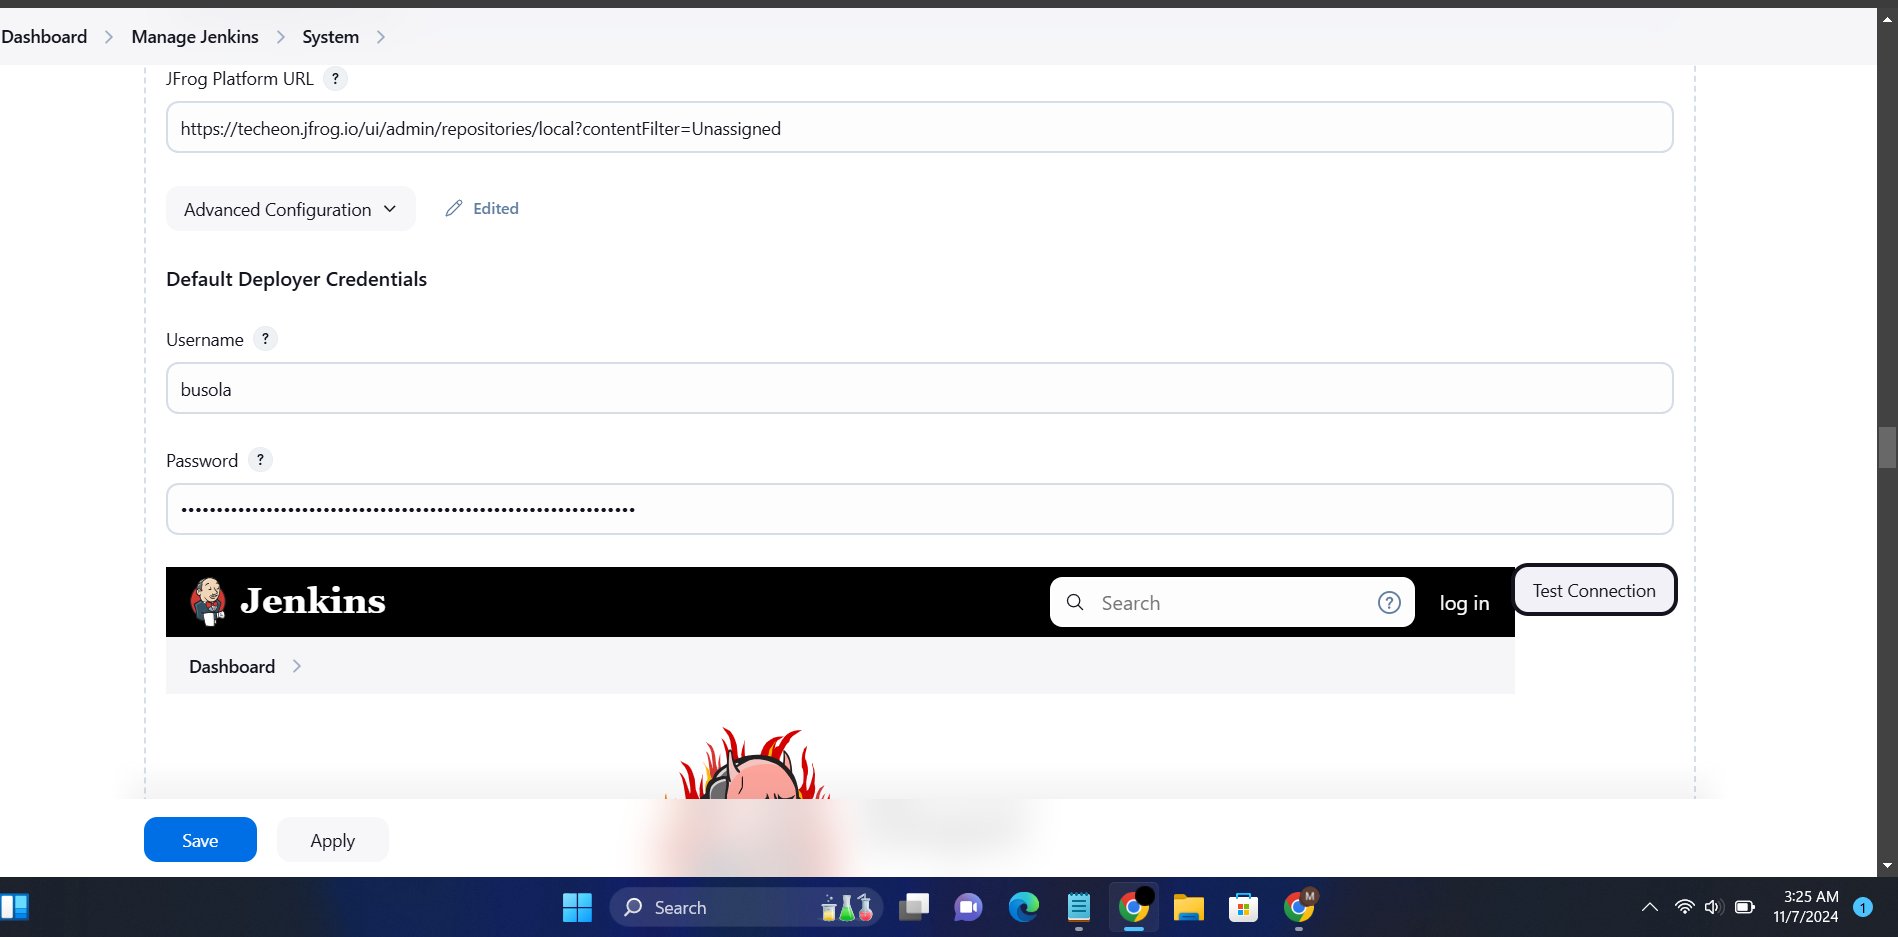 Dashboard > Manage Jenkins > System >
JFrog Platform URL ?
https://techeon.jfrog.io/ui/admin/repositories/local?contentFilter=Unassigned
Advanced Configuration Edited
Default Deployer Credentials
Username ?
busola
Password ?
••••••••••••••••••••••••••••••••••••••••••••••••••••••••••••••••
Jenkins Search ? log in Test Connection
Dashboard >
Save Apply
Search M 3:25 AM
11/7/2024 1